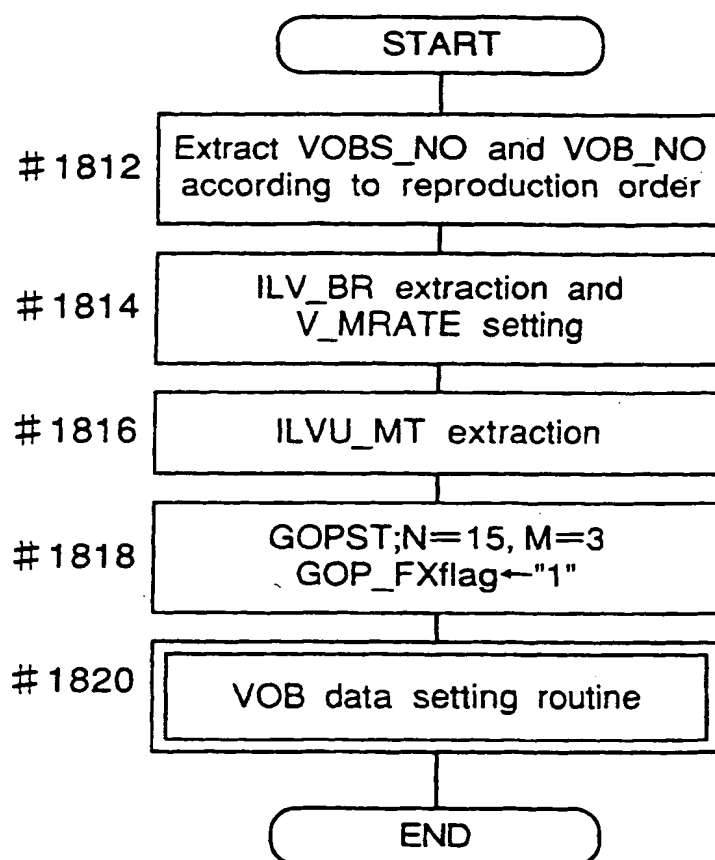 START
#1812
Extract VOBS_NO and VOB_NO
according to reproduction order
#1814
ILV_BR extraction and
V_MRATE setting
#1816
ILVU_MT extraction
#1818
GOPST;N=15, M=3
GOP_FXflag←"1"
#1820
VOB data setting routine
END